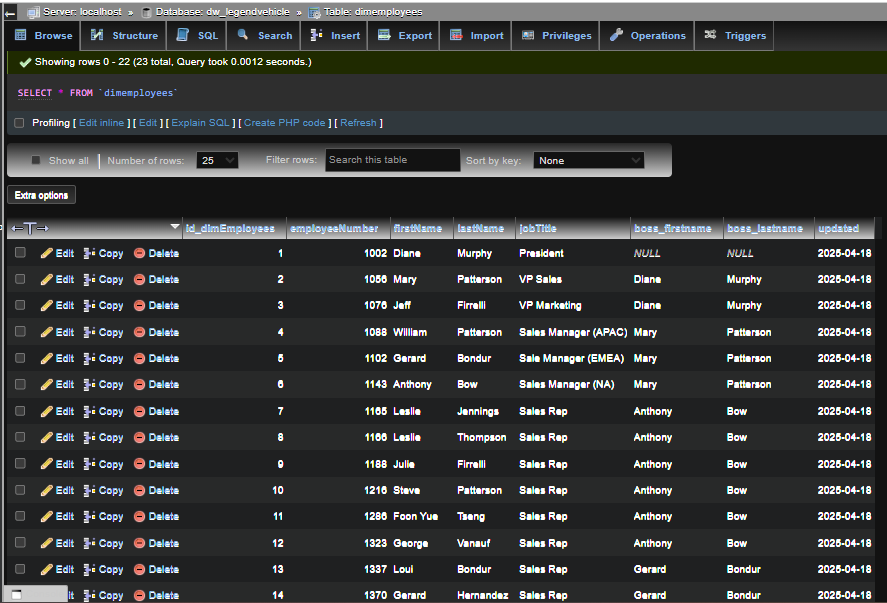 Server: localhost » Database: dw_legendvehicle » Table: dimemployees
Browse Structure SQL Search Insert Export Import Privileges Operations Triggers
Showing rows 0 - 22 (23 total, Query took 0.0012 seconds.)
SELECT * FROM `dimemployees`
Profiling [ Edit inline ] [ Edit ] [ Explain SQL ] [ Create PHP code ] [ Refresh ]
Show all Number of rows: 25 Filter rows: Search this table Sort by key: None
Extra options
id_dimEmployees employeeNumber firstName lastName jobTitle boss_firstname boss_lastname updated
Edit Copy Delete 1 1002 Diane Murphy President NULL NULL 2025-04-18
Edit Copy Delete 2 1056 Mary Patterson VP Sales Diane Murphy 2025-04-18
Edit Copy Delete 3 1076 Jeff Firrelli VP Marketing Diane Murphy 2025-04-18
Edit Copy Delete 4 1088 William Patterson Sales Manager (APAC) Mary Patterson 2025-04-18
Edit Copy Delete 5 1102 Gerard Bondur Sale Manager (EMEA) Mary Patterson 2025-04-18
Edit Copy Delete 6 1143 Anthony Bow Sales Manager (NA) Mary Patterson 2025-04-18
Edit Copy Delete 7 1165 Leslie Jennings Sales Rep Anthony Bow 2025-04-18
Edit Copy Delete 8 1166 Leslie Thompson Sales Rep Anthony Bow 2025-04-18
Edit Copy Delete 9 1188 Julie Firrelli Sales Rep Anthony Bow 2025-04-18
Edit Copy Delete 10 1216 Steve Patterson Sales Rep Anthony Bow 2025-04-18
Edit Copy Delete 11 1286 Foon Yue Tseng Sales Rep Anthony Bow 2025-04-18
Edit Copy Delete 12 1323 George Vanauf Sales Rep Anthony Bow 2025-04-18
Edit Copy Delete 13 1337 Loui Bondur Sales Rep Gerard Bondur 2025-04-18
it Copy Delete 14 1370 Gerard Hernandez Sales Rep Gerard Bondur 2025-04-18